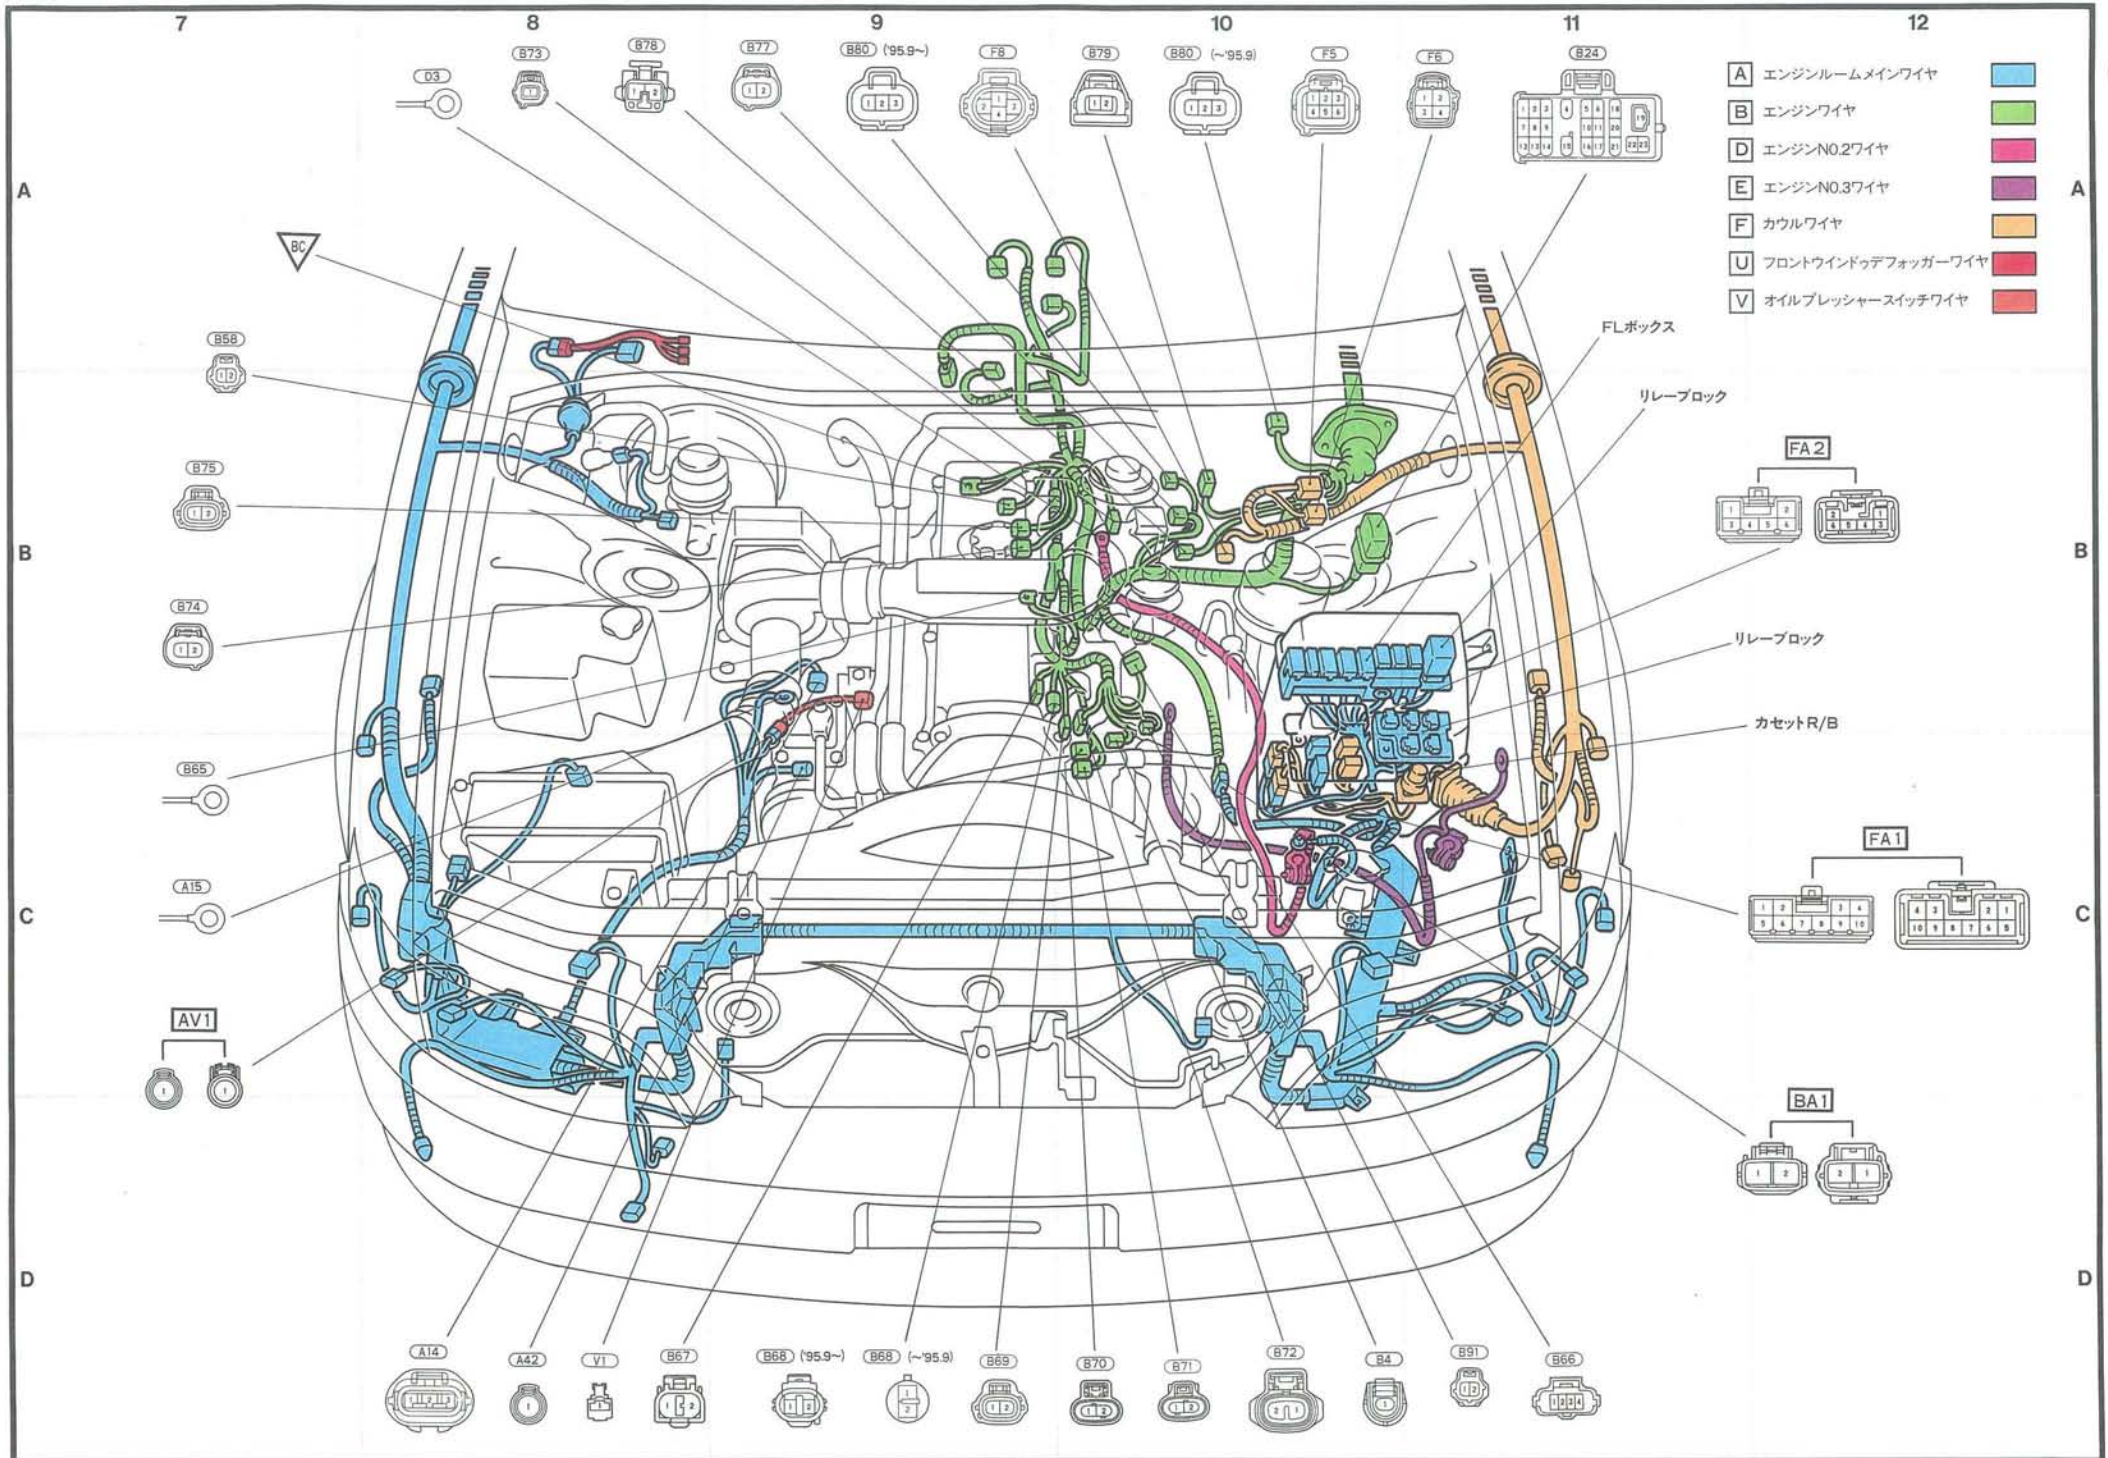 7 8 9 10 11 12
D3 B73 B78 B77 B80 ('95.9~) F8 B79 B80 (~'95.9) F5 F6 B24
A エンジンルームメインワイヤ
B エンジンワイヤ
D エンジンNO.2ワイヤ
E エンジンNO.3ワイヤ
F カウルワイヤ
U フロントウインドゥデフォッガーワイヤ
V オイルプレッシャースイッチワイヤ
A A
BC
FLボックス
B58
リレーブロック
FA2
B75
B B
B74
リレーブロック
カセットR/B
B65
FA1
A15
C C
AV1
BA1
D D
A14 A42 V1 B67 B68 ('95.9~) B68 (~'95.9) B69 B70 B71 B72 B4 B91 B66